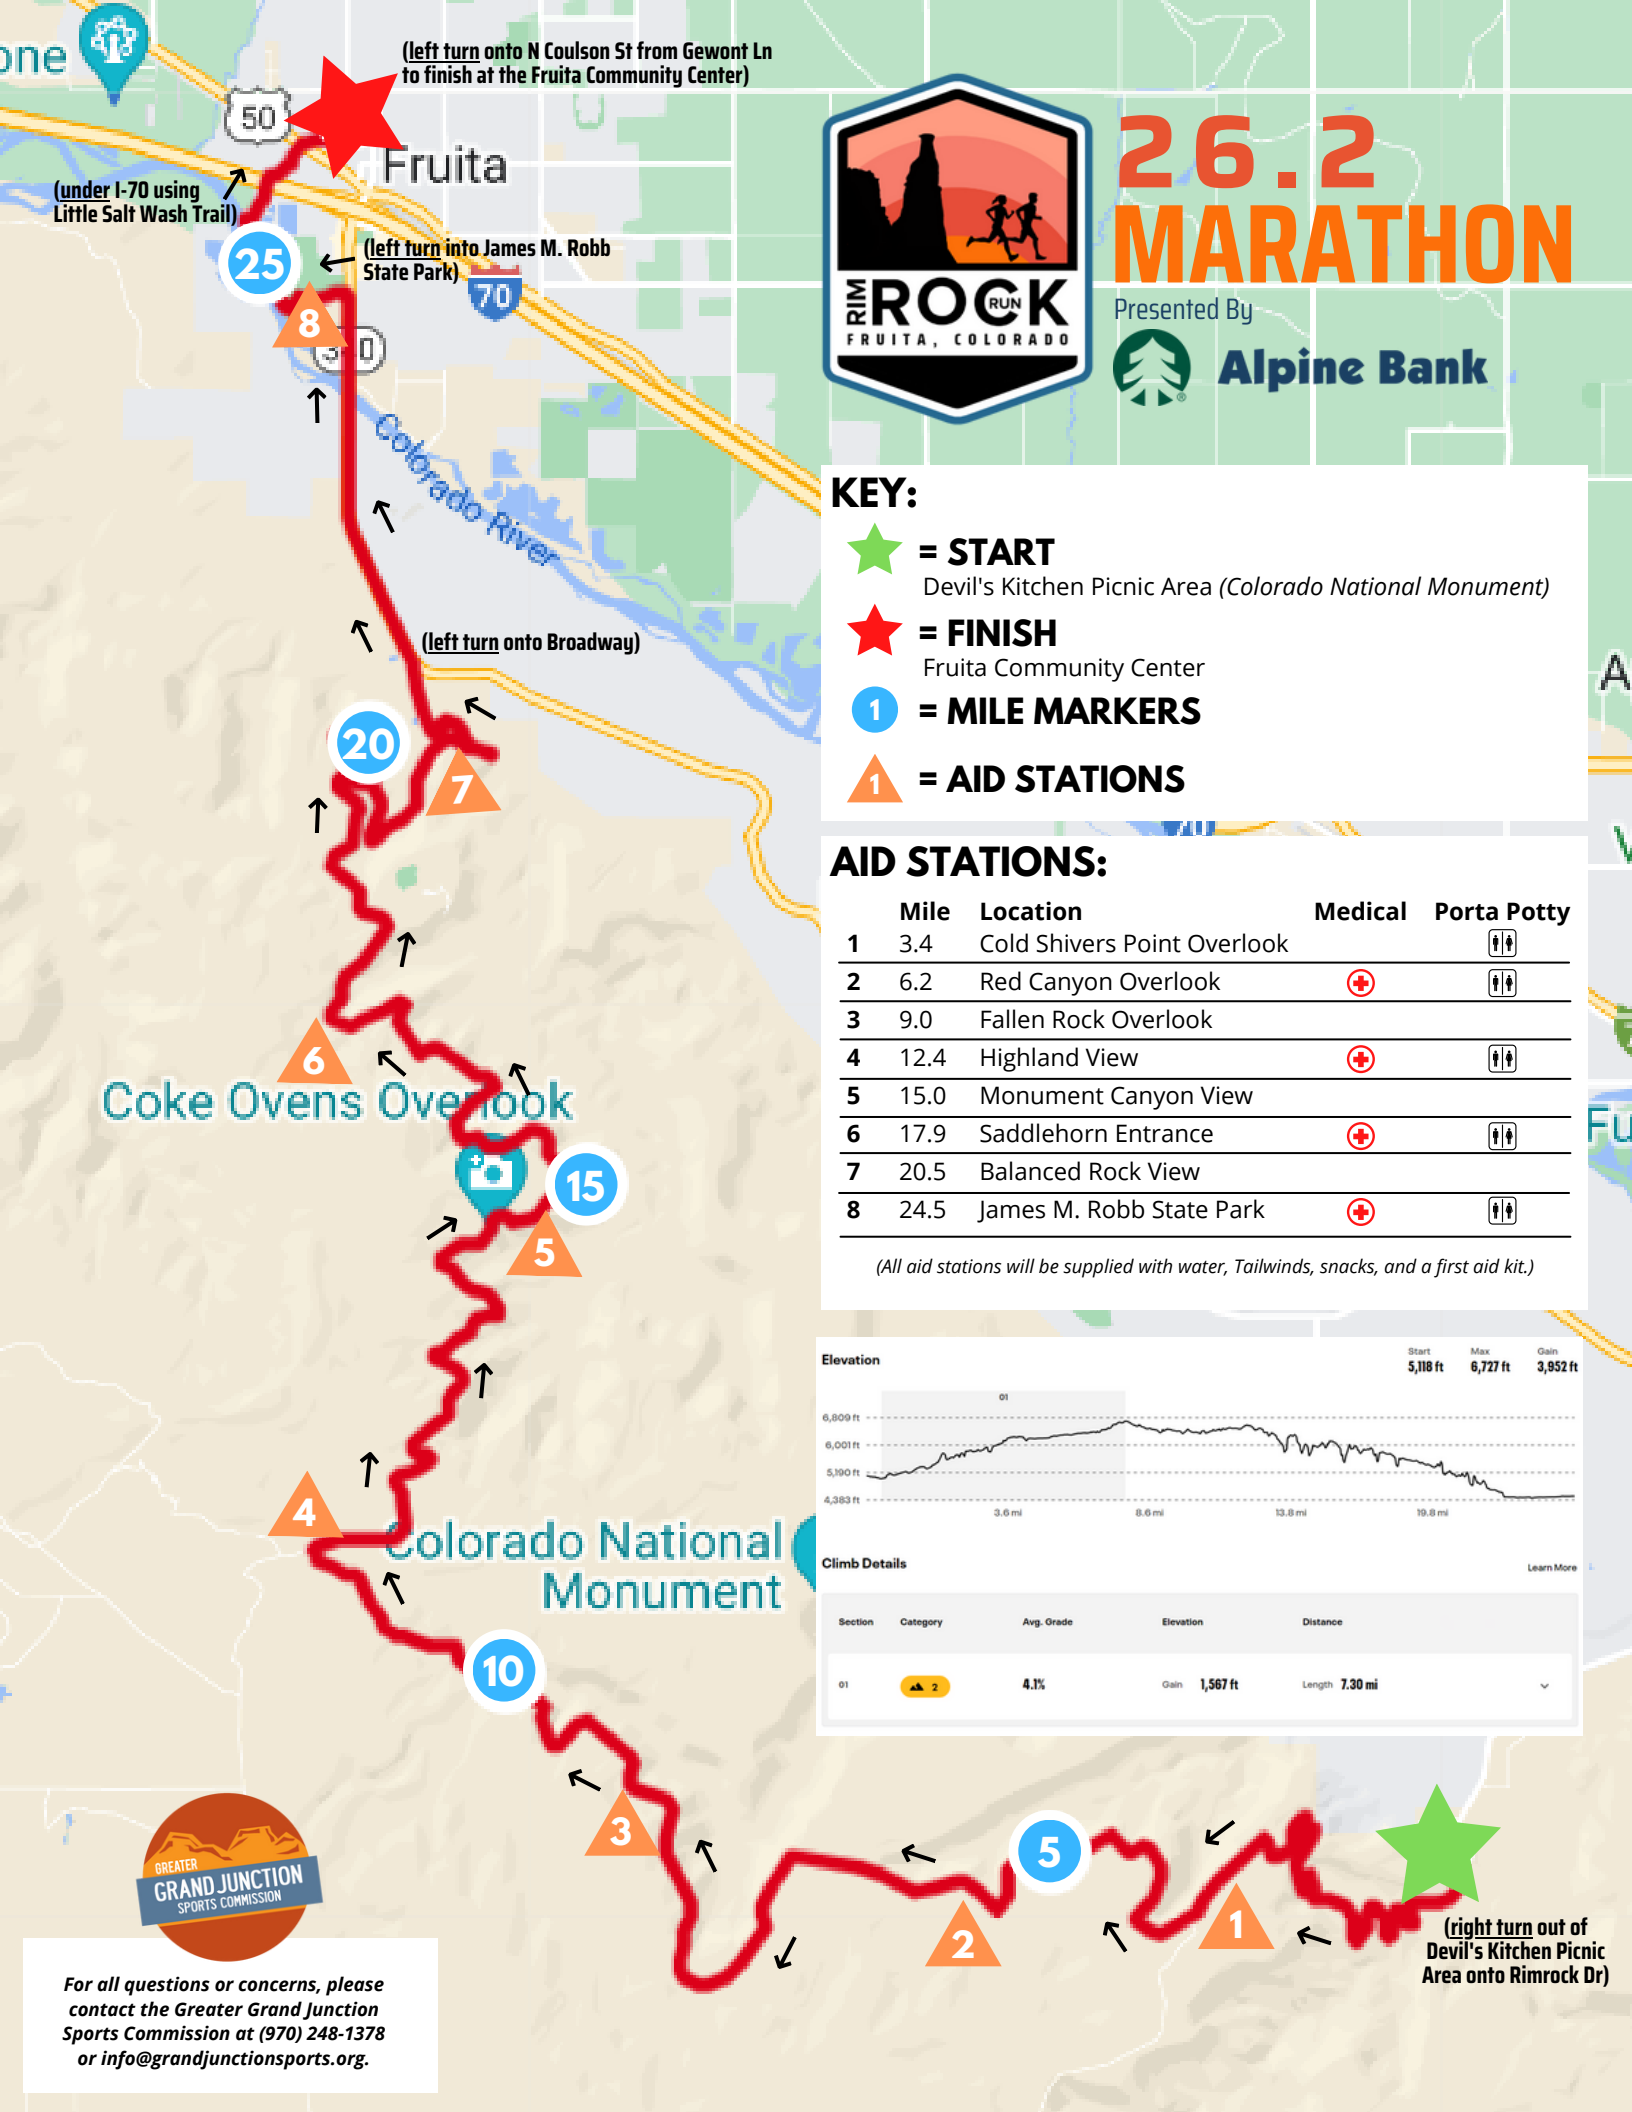 one
50
(left turn onto N Coulson St from Gewont Ln
to finish at the Fruita Community Center)
Fruita
(under I-70 using
Little Salt Wash Trail)
25
(left turn into James M. Robb
State Park)
70
8
Colorado River
(left turn onto Broadway)
20
7
6
Coke Ovens Overlook
15
5
4
Colorado National
Monument
10
3
5
2
1
(right turn out of
Devil's Kitchen Picnic
Area onto Rimrock Dr)
RIM
ROCK
RUN
FRUITA, COLORADO
26.2
MARATHON
Presented By
Alpine Bank
KEY:
= START
Devil's Kitchen Picnic Area (Colorado National Monument)
= FINISH
Fruita Community Center
1 = MILE MARKERS
1 = AID STATIONS
A
Fu
AID STATIONS:
Mile Location Medical Porta Potty
1 3.4 Cold Shivers Point Overlook
2 6.2 Red Canyon Overlook
3 9.0 Fallen Rock Overlook
4 12.4 Highland View
5 15.0 Monument Canyon View
6 17.9 Saddlehorn Entrance
7 20.5 Balanced Rock View
8 24.5 James M. Robb State Park
(All aid stations will be supplied with water, Tailwinds, snacks, and a first aid kit.)
Elevation
Start Max Gain
5,118 ft 6,727 ft 3,952 ft
01
6,809 ft
6,001 ft
5,190 ft
4,383 ft
3.6 mi 8.6 mi 13.8 mi 19.8 mi
Climb Details
Learn More
Section Category Avg. Grade Elevation Distance
01 2 4.1% Gain 1,567 ft Length 7.30 mi
GREATER
GRAND JUNCTION
SPORTS COMMISSION
For all questions or concerns, please
contact the Greater Grand Junction
Sports Commission at (970) 248-1378
or info@grandjunctionsports.org.